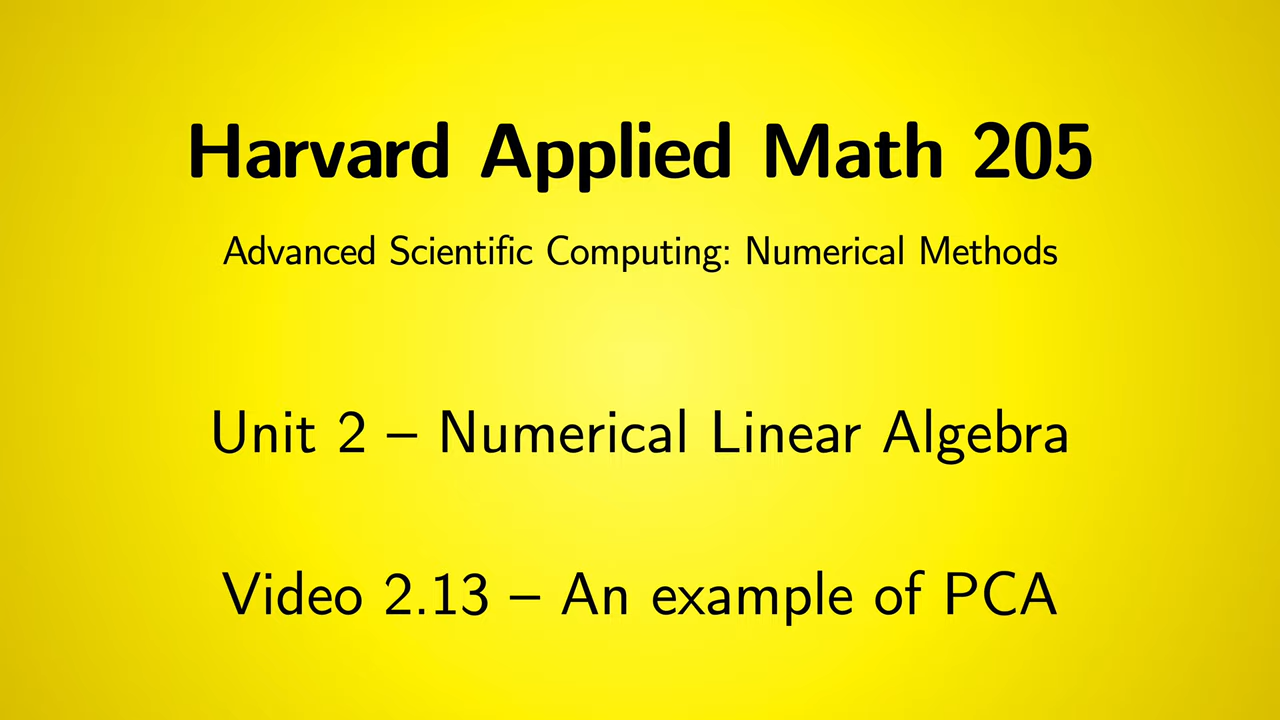 Harvard Applied Math 205
Advanced Scientific Computing: Numerical Methods
Unit 2 – Numerical Linear Algebra
Video 2.13 – An example of PCA